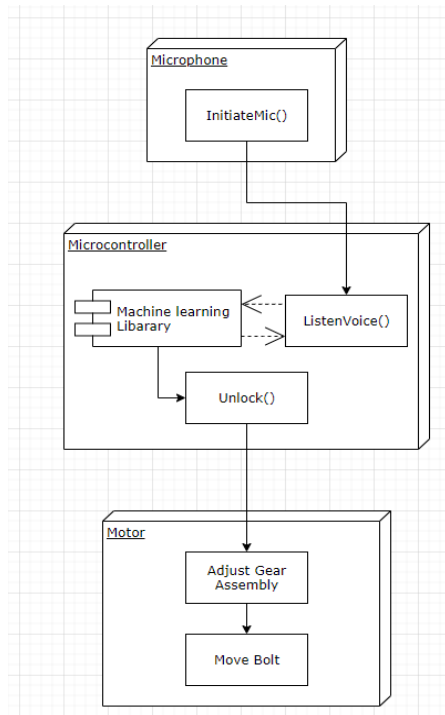 Microphone
InitiateMic()
Microcontroller
Machine learning
Libarary
ListenVoice()
Unlock()
Motor
Adjust Gear
Assembly
Move Bolt